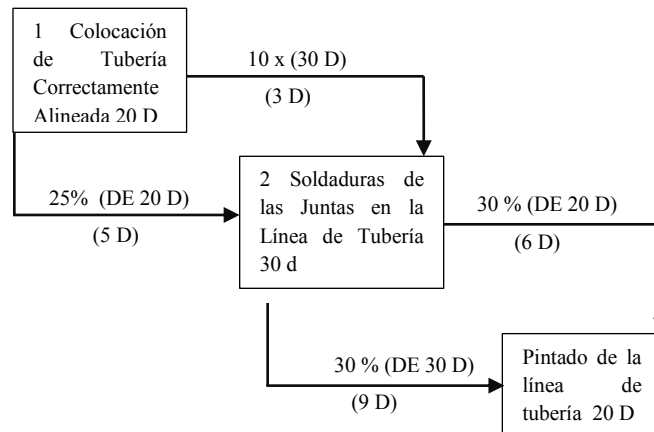 1 Colocación
de Tubería
Correctamente
Alineada 20 D
10 x (30 D)
(3 D)
25% (DE 20 D)
(5 D)
2 Soldaduras de
las Juntas en la
Línea de Tubería
30 d
30 % (DE 20 D)
(6 D)
30 % (DE 30 D)
(9 D)
Pintado de la
línea de
tubería 20 D